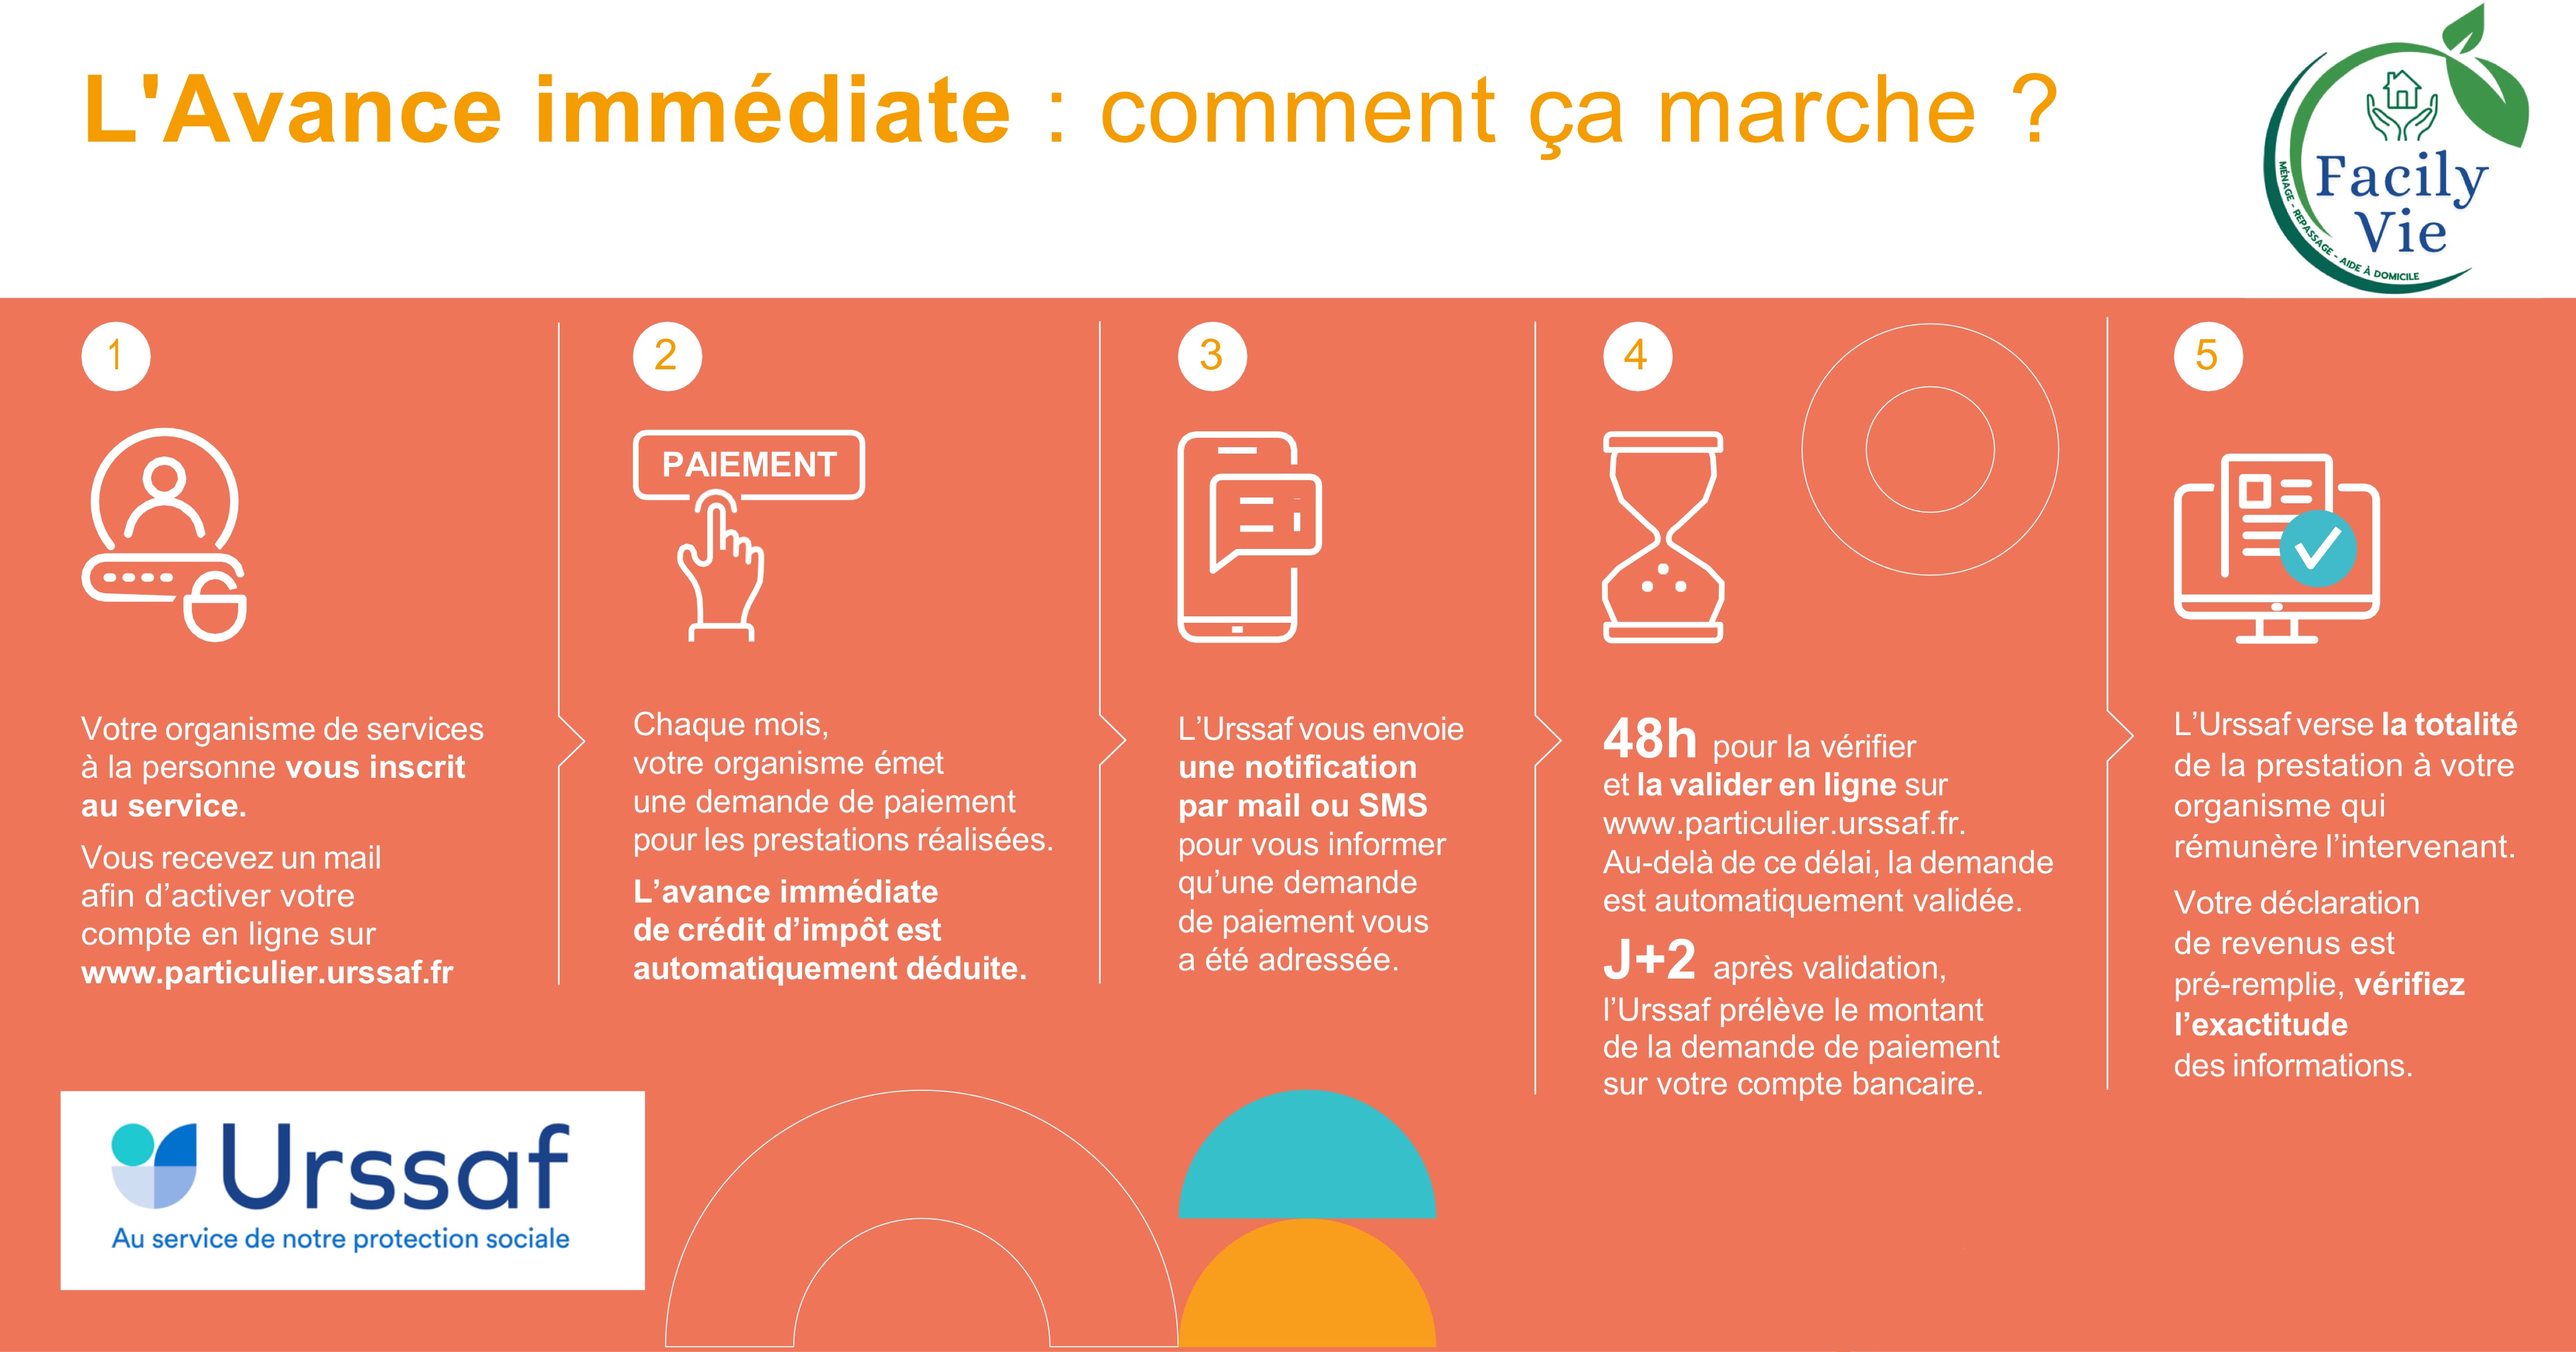 L'Avance immédiate : comment ça marche ?
Facily
Vie
MÉNAGE - REPASSAGE - AIDE À DOMICILE
1
Votre organisme de services
à la personne vous inscrit
au service.
Vous recevez un mail
afin d’activer votre
compte en ligne sur
www.particulier.urssaf.fr
2
PAIEMENT
Chaque mois,
votre organisme émet
une demande de paiement
pour les prestations réalisées.
L’avance immédiate
de crédit d’impôt est
automatiquement déduite.
3
L’Urssaf vous envoie
une notification
par mail ou SMS
pour vous informer
qu’une demande
de paiement vous
a été adressée.
4
48h pour la vérifier
et la valider en ligne sur
www.particulier.urssaf.fr.
Au-delà de ce délai, la demande
est automatiquement validée.
J+2 après validation,
l’Urssaf prélève le montant
de la demande de paiement
sur votre compte bancaire.
5
L’Urssaf verse la totalité
de la prestation à votre
organisme qui
rémunère l’intervenant.
Votre déclaration
de revenus est
pré-remplie, vérifiez
l’exactitude
des informations.
Urssaf
Au service de notre protection sociale